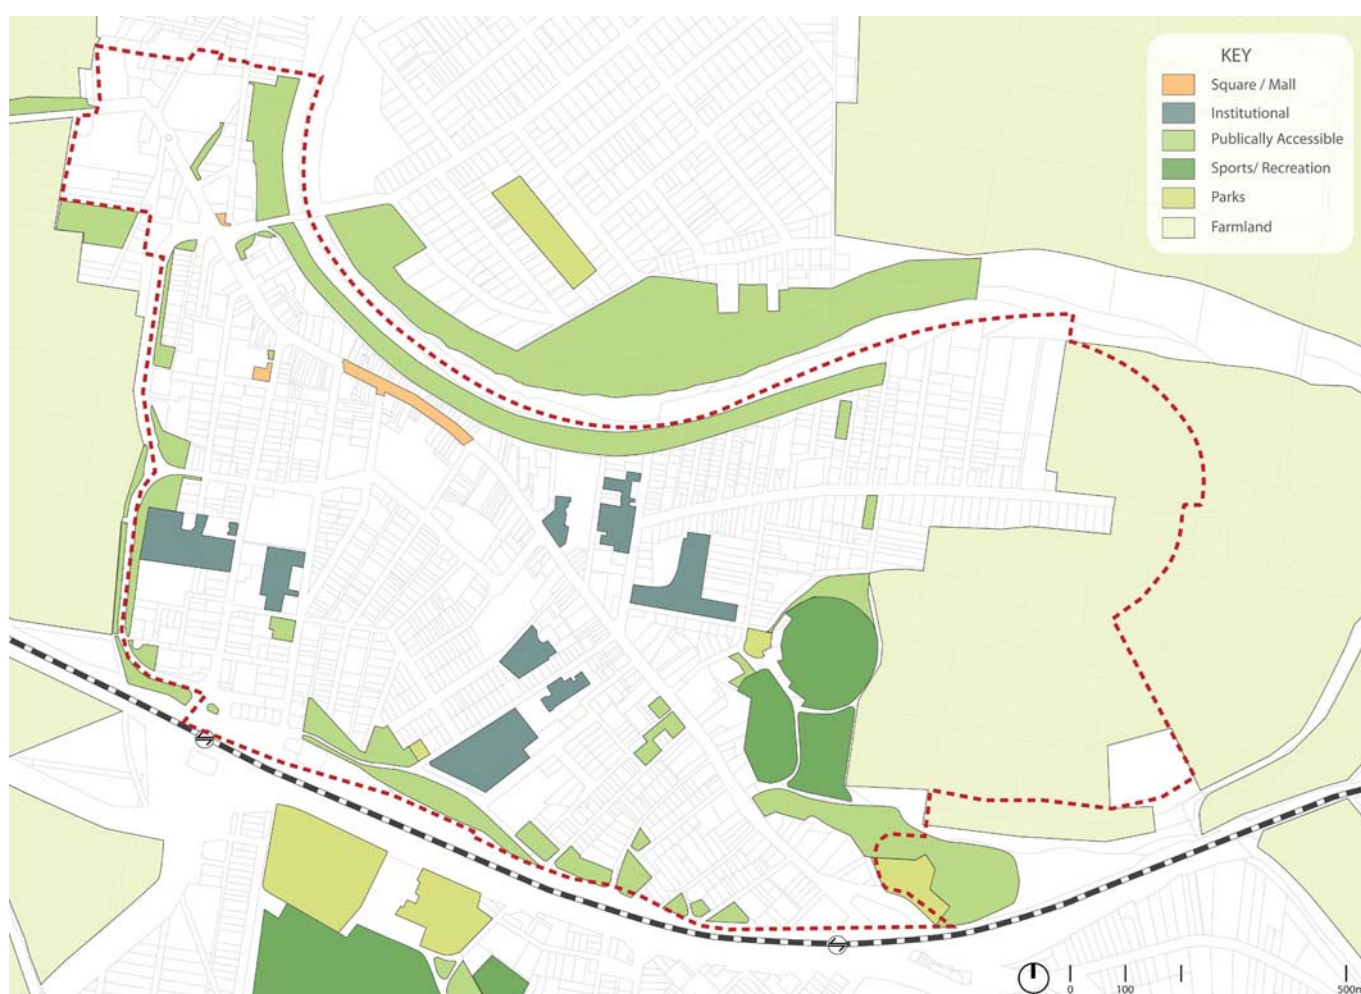 KEY
Square / Mall
Institutional
Publically Accessible
Sports/ Recreation
Parks
Farmland
0 100 500m